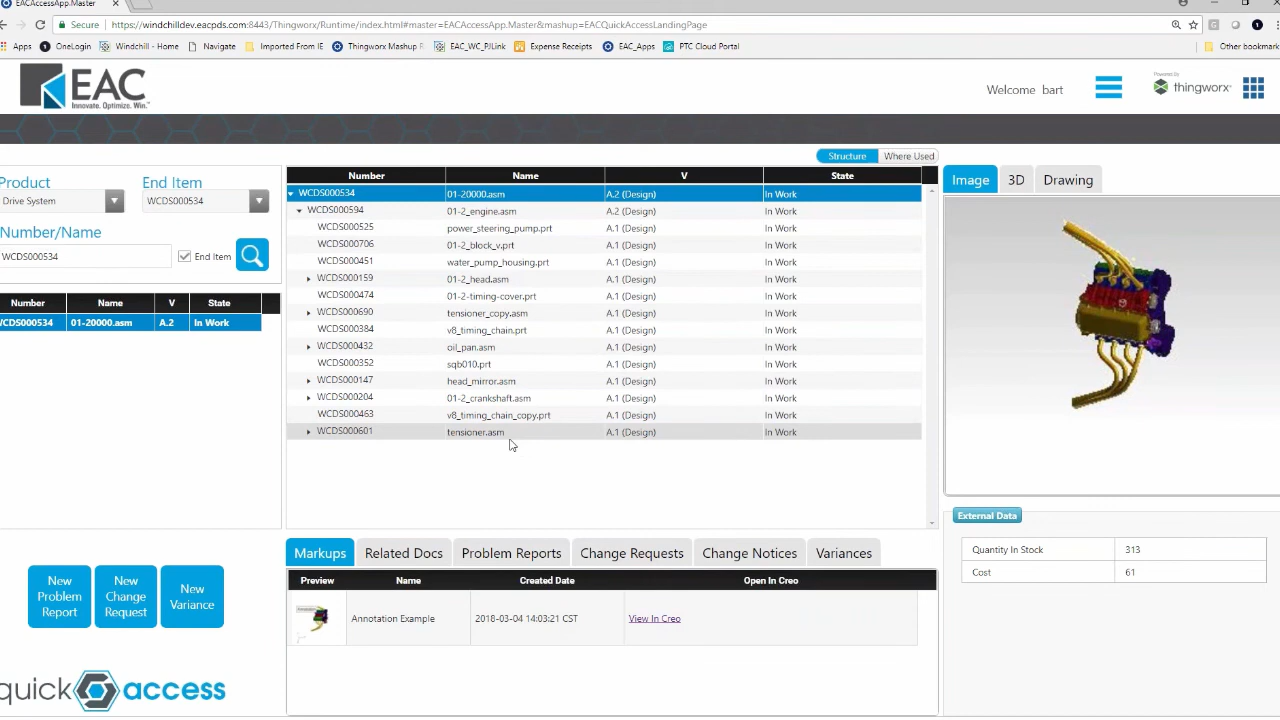 EACAccessApp.Master
Secure https://windchilldev.eacpds.com:8443/Thingworx/Runtime/index.html#master=EACAccessApp.Master&mashup=EACQuickAccessLandingPage
Apps OneLogin Windchill - Home Navigate Imported From IE Thingworx Mashup EAC_WC_PJLink Expense Receipts EAC_Apps PTC Cloud Portal Other bookmark
EAC
Innovate. Optimize. Win.
Welcome bart
Powered By
thingworx
Structure Where Used
Product End Item
Drive System WCDS000534
Number/Name
WCDS000534 End Item
Number Name V State
WCDS000534 01-20000.asm A.2 In Work
New Problem Report
New Change Request
New Variance
quick access
Number Name V State
WCDS000534 01-20000.asm A.2 (Design) In Work
WCDS000594 01-2_engine.asm A.2 (Design) In Work
WCDS000525 power_steering_pump.prt A.1 (Design) In Work
WCDS000706 01-2_block_v.prt A.1 (Design) In Work
WCDS000451 water_pump_housing.prt A.1 (Design) In Work
WCDS000159 01-2_head.asm A.1 (Design) In Work
WCDS000474 01-2-timing-cover.prt A.1 (Design) In Work
WCDS000690 tensioner_copy.asm A.1 (Design) In Work
WCDS000384 v8_timing_chain.prt A.1 (Design) In Work
WCDS000432 oil_pan.asm A.1 (Design) In Work
WCDS000352 sqb010.prt A.1 (Design) In Work
WCDS000147 head_mirror.asm A.1 (Design) In Work
WCDS000204 01-2_crankshaft.asm A.1 (Design) In Work
WCDS000463 v8_timing_chain_copy.prt A.1 (Design) In Work
WCDS000601 tensioner.asm A.1 (Design) In Work
Markups Related Docs Problem Reports Change Requests Change Notices Variances
Preview Name Created Date Open In Creo
Annotation Example 2018-03-04 14:03:21 CST View In Creo
Image 3D Drawing
External Data
Quantity In Stock 313
Cost 61